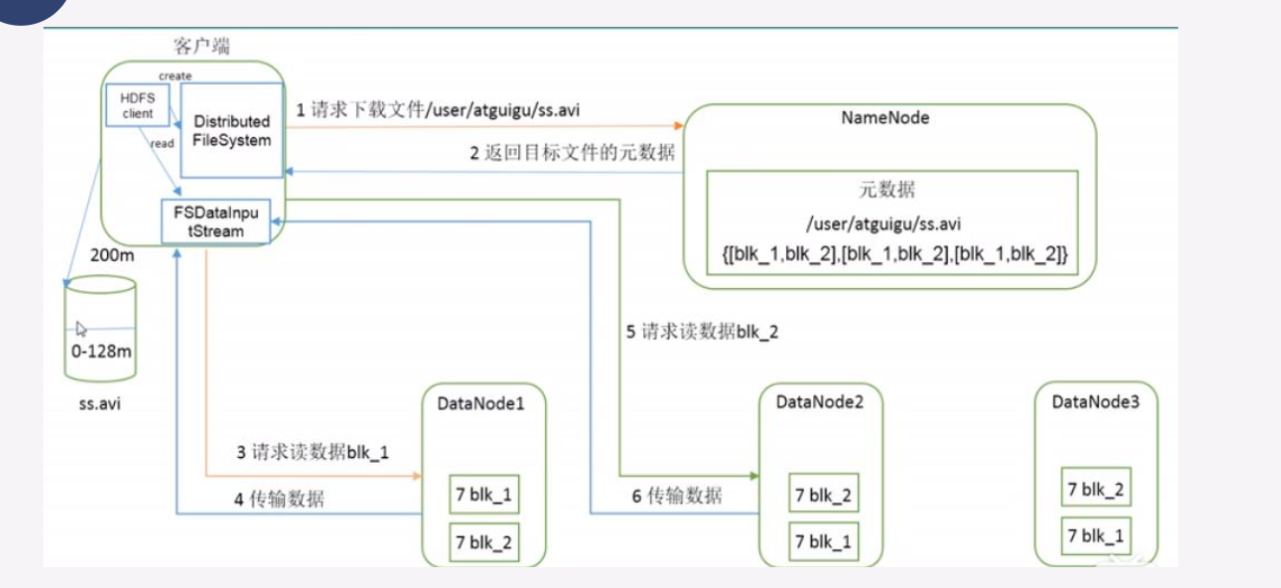 客户端
create
HDFS
client
Distributed
FileSystem
read
FSDataInpu
tStream
1 请求下载文件/user/atguigu/ss.avi
2 返回目标文件的元数据
NameNode
元数据
/user/atguigu/ss.avi
{[blk_1,blk_2],[blk_1,blk_2],[blk_1,blk_2]}
200m
0-128m
ss.avi
5 请求读数据blk_2
3 请求读数据blk_1
4 传输数据
6 传输数据
DataNode1
7 blk_1
7 blk_2
DataNode2
7 blk_2
7 blk_1
DataNode3
7 blk_2
7 blk_1